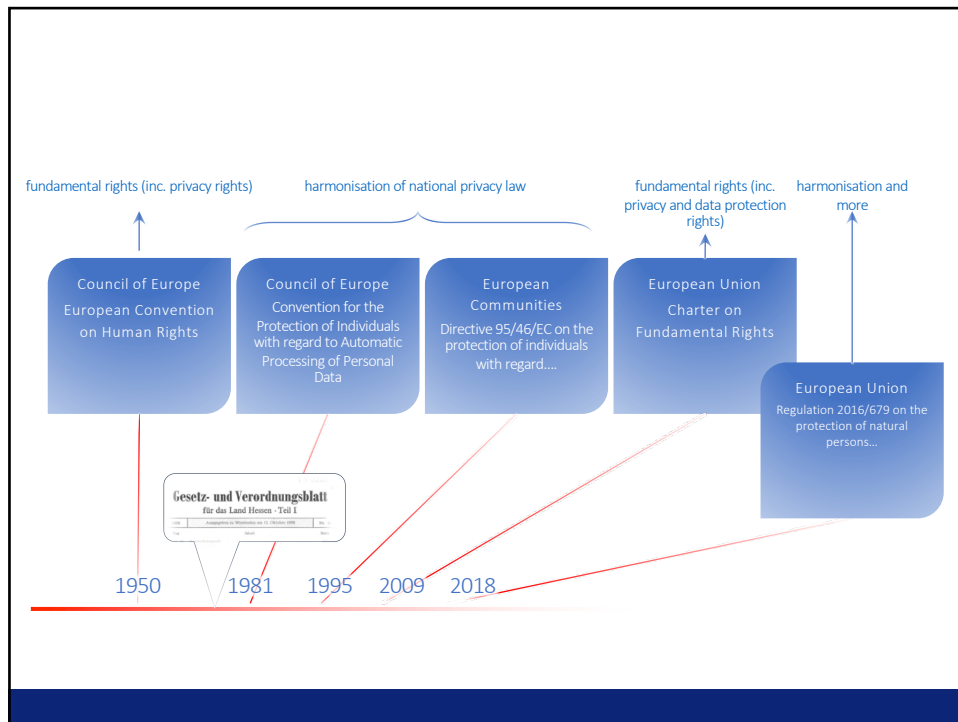 fundamental rights (inc. privacy rights)
harmonisation of national privacy law
fundamental rights (inc.
privacy and data protection
rights)
harmonisation and
more
Council of Europe
European Convention
on Human Rights
Council of Europe
Convention for the
Protection of Individuals
with regard to Automatic
Processing of Personal
Data
European
Communities
Directive 95/46/EC on the
protection of individuals
with regard....
European Union
Charter on
Fundamental Rights
European Union
Regulation 2016/679 on the
protection of natural
persons...
Gesetz- und Verordnungsblatt
für das Land Hessen · Teil I
1950
1981
1995
2009
2018